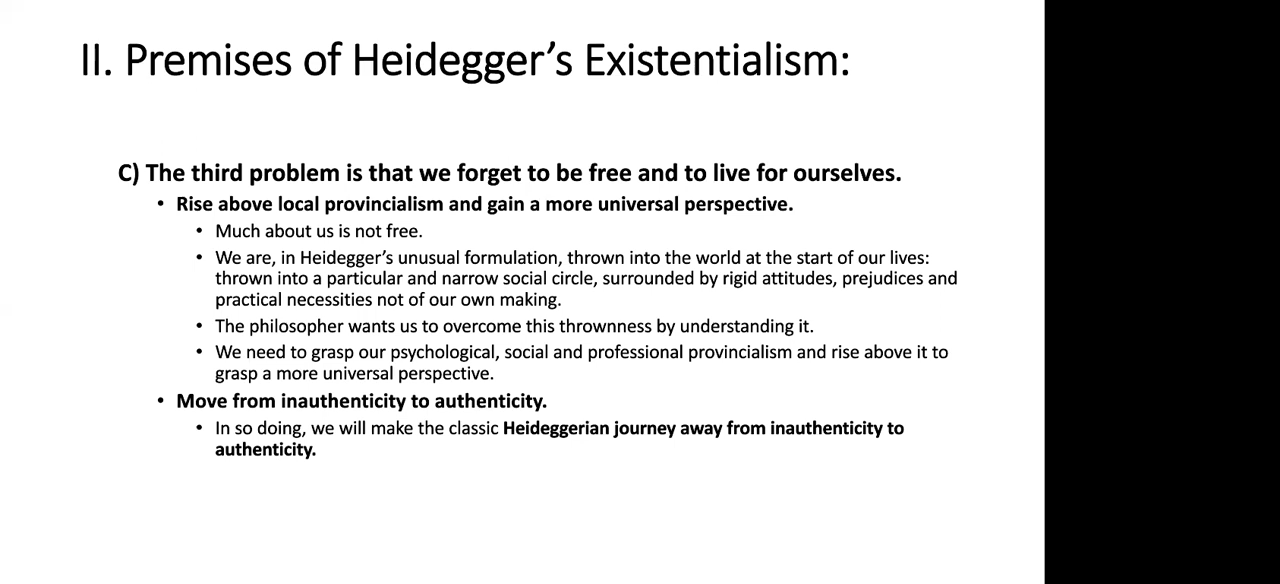 II. Premises of Heidegger’s Existentialism:
C) The third problem is that we forget to be free and to live for ourselves.
• Rise above local provincialism and gain a more universal perspective.
• Much about us is not free.
• We are, in Heidegger’s unusual formulation, thrown into the world at the start of our lives:
thrown into a particular and narrow social circle, surrounded by rigid attitudes, prejudices and
practical necessities not of our own making.
• The philosopher wants us to overcome this thrownness by understanding it.
• We need to grasp our psychological, social and professional provincialism and rise above it to
grasp a more universal perspective.
• Move from inauthenticity to authenticity.
• In so doing, we will make the classic Heideggerian journey away from inauthenticity to
authenticity.